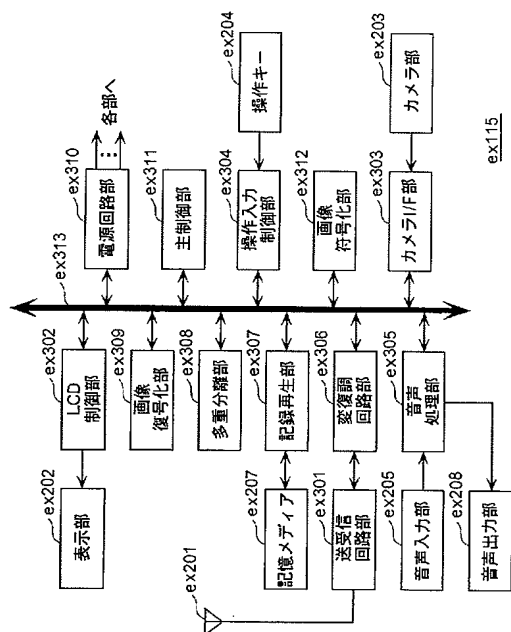 ex115
ex313
ex310
電源回路部
各部へ
ex311
主制御部
ex304
操作入力
制御部
ex204
操作キー
ex312
画像
符号化部
ex303
カメラI/F部
ex203
カメラ部
ex302
LCD
制御部
ex202
表示部
ex309
画像
復号化部
ex308
多重分離部
ex307
記録再生部
ex207
記憶メディア
ex306
変復調
回路部
ex301
送受信
回路部
ex201
ex305
音声
処理部
ex205
音声入力部
ex208
音声出力部